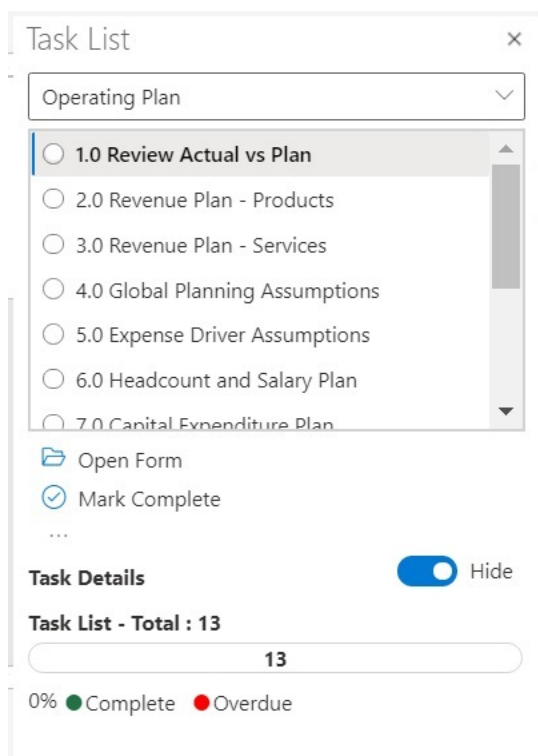 Task List
Operating Plan
1.0 Review Actual vs Plan
2.0 Revenue Plan - Products
3.0 Revenue Plan - Services
4.0 Global Planning Assumptions
5.0 Expense Driver Assumptions
6.0 Headcount and Salary Plan
7.0 Capital Expenditure Plan
Open Form
Mark Complete
...
Task Details Hide
Task List - Total : 13
13
0% Complete Overdue